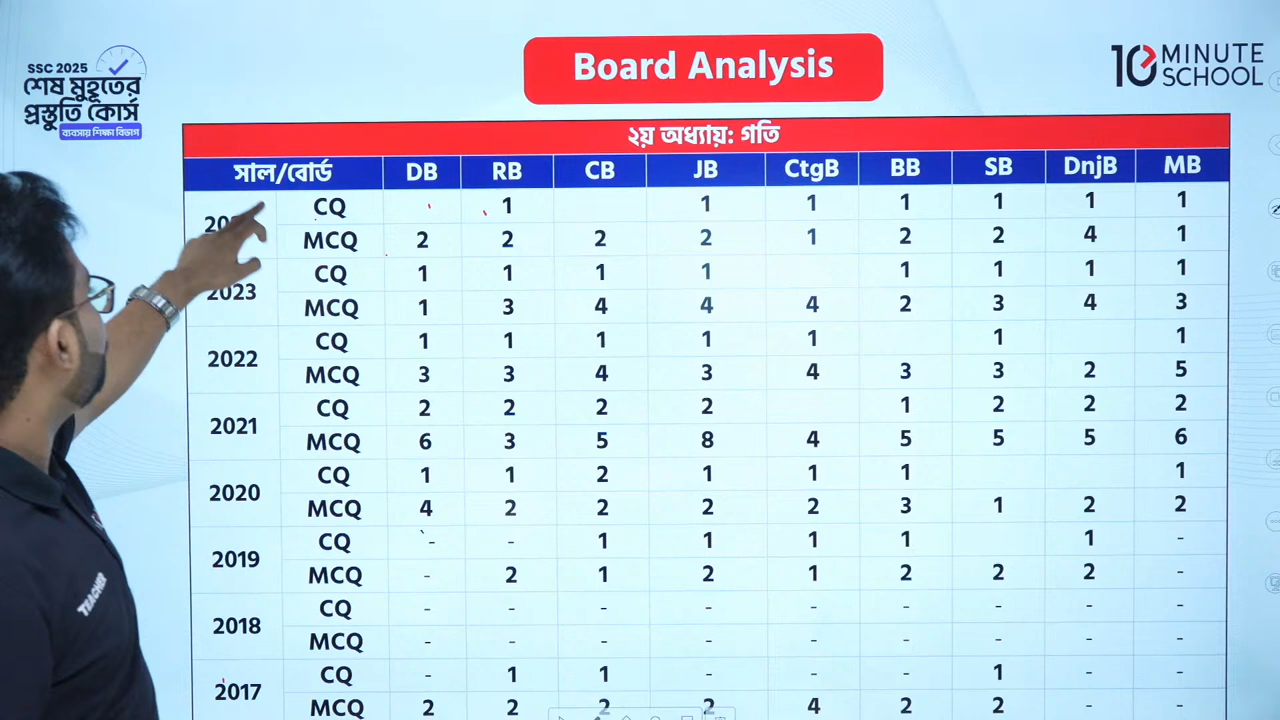 SSC 2025
শেষ মুহূর্তের
প্রস্তুতি কোর্স
ব্যবসায় শিক্ষা বিভাগ
Board Analysis
10 MINUTE
SCHOOL
২য় অধ্যায়: গতি
সাল/বোর্ড DB RB CB JB CtgB BB SB DnjB MB
CQ 1 1 1 1 1 1 1
MCQ 2 2 2 2 1 2 2 4 1
2023 CQ 1 1 1 1 1 1 1 1
MCQ 1 3 4 4 4 2 3 4 3
2022 CQ 1 1 1 1 1 1 1
MCQ 3 3 4 3 4 3 3 2 5
2021 CQ 2 2 2 2 1 2 2 2
MCQ 6 3 5 8 4 5 5 5 6
2020 CQ 1 1 2 1 1 1 1
MCQ 4 2 2 2 2 3 1 2 2
2019 CQ - - 1 1 1 1 1 -
MCQ - 2 1 2 1 2 2 2 -
2018 CQ - - - - - - - - -
MCQ - - - - - - - - -
2017 CQ - 1 1 - - - 1 - -
MCQ 2 2 2 2 4 2 2 - -
TEACHER